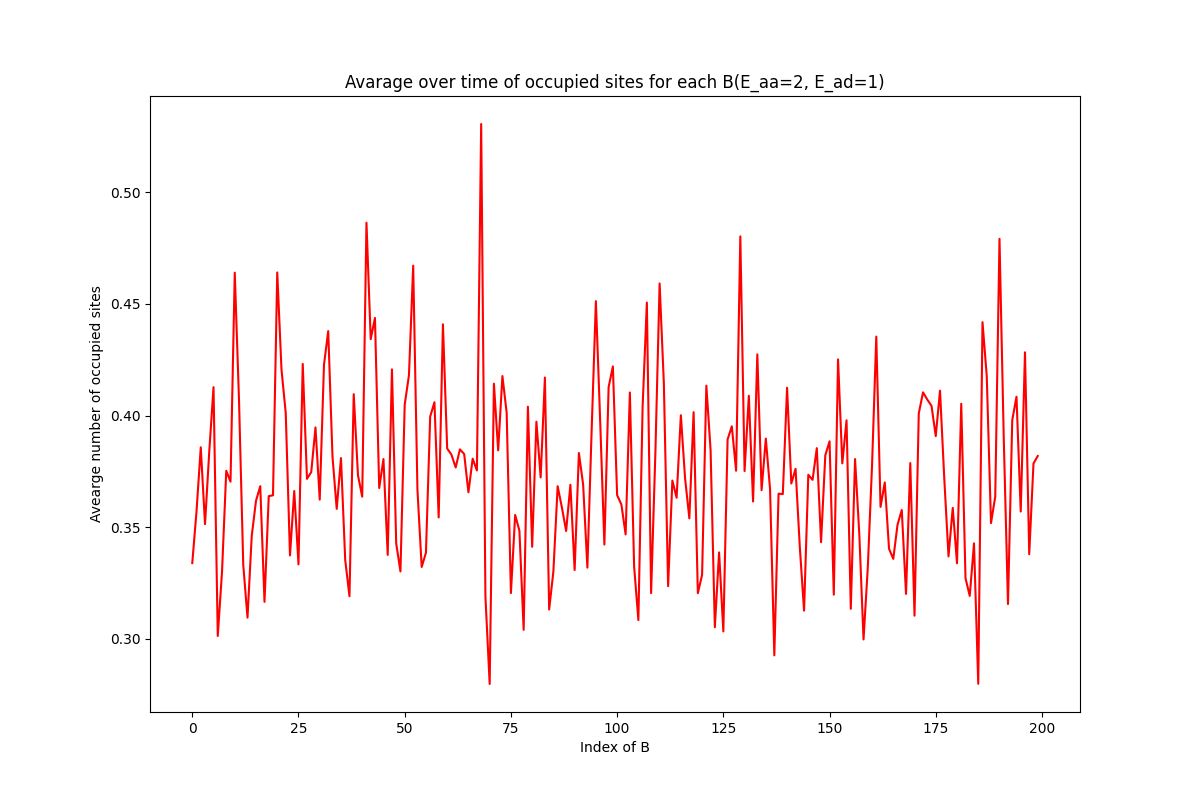 Avarage over time of occupied sites for each B(E_aa=2, E_ad=1)
Avearge number of occupied sites
0.50
0.45
0.40
0.35
0.30
0 25 50 75 100 125 150 175 200
Index of B